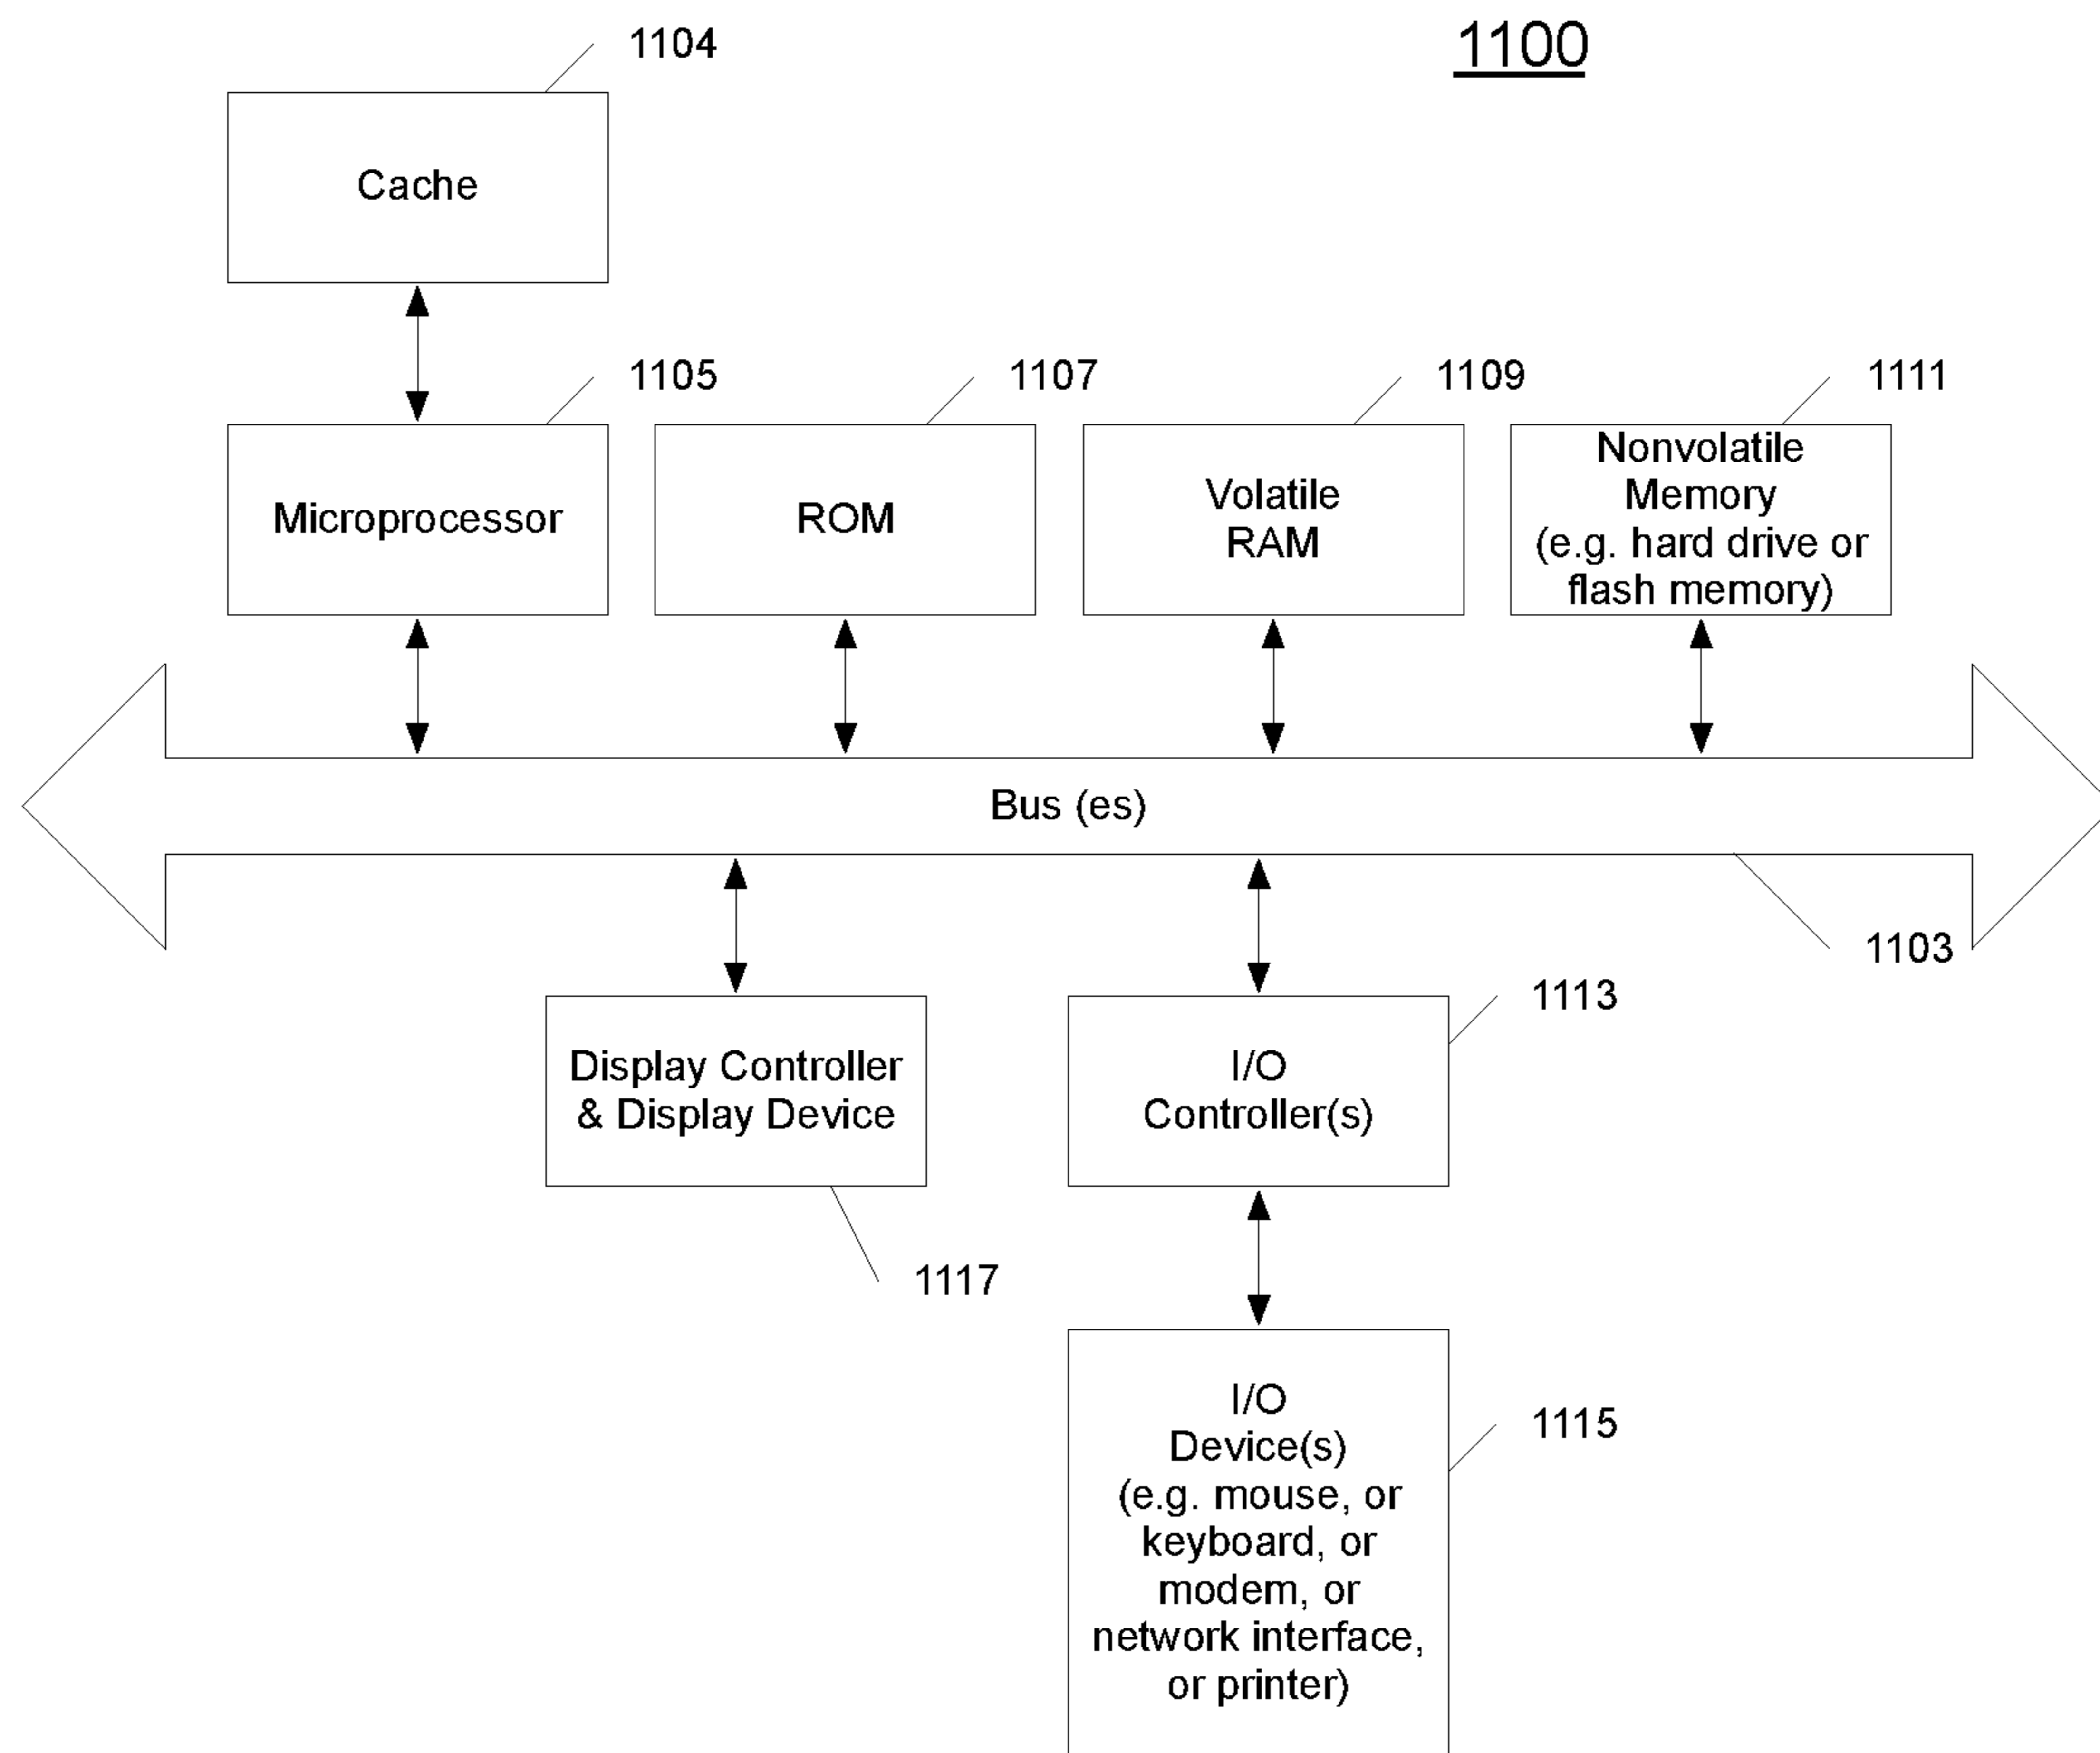 1100
1104
Cache
1105
1107
1109
1111
Microprocessor
ROM
Volatile
RAM
Nonvolatile
Memory
(e.g. hard drive or
flash memory)
Bus (es)
1103
Display Controller
& Display Device
1117
I/O
Controller(s)
1113
I/O
Device(s)
(e.g. mouse, or
keyboard, or
modem, or
network interface,
or printer)
1115